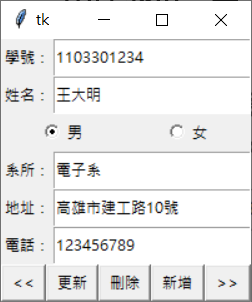 tk
學號： 1103301234
姓名： 王大明
男 女
系所： 電子系
地址： 高雄市建工路10號
電話： 123456789
<< 更新 刪除 新增 >>